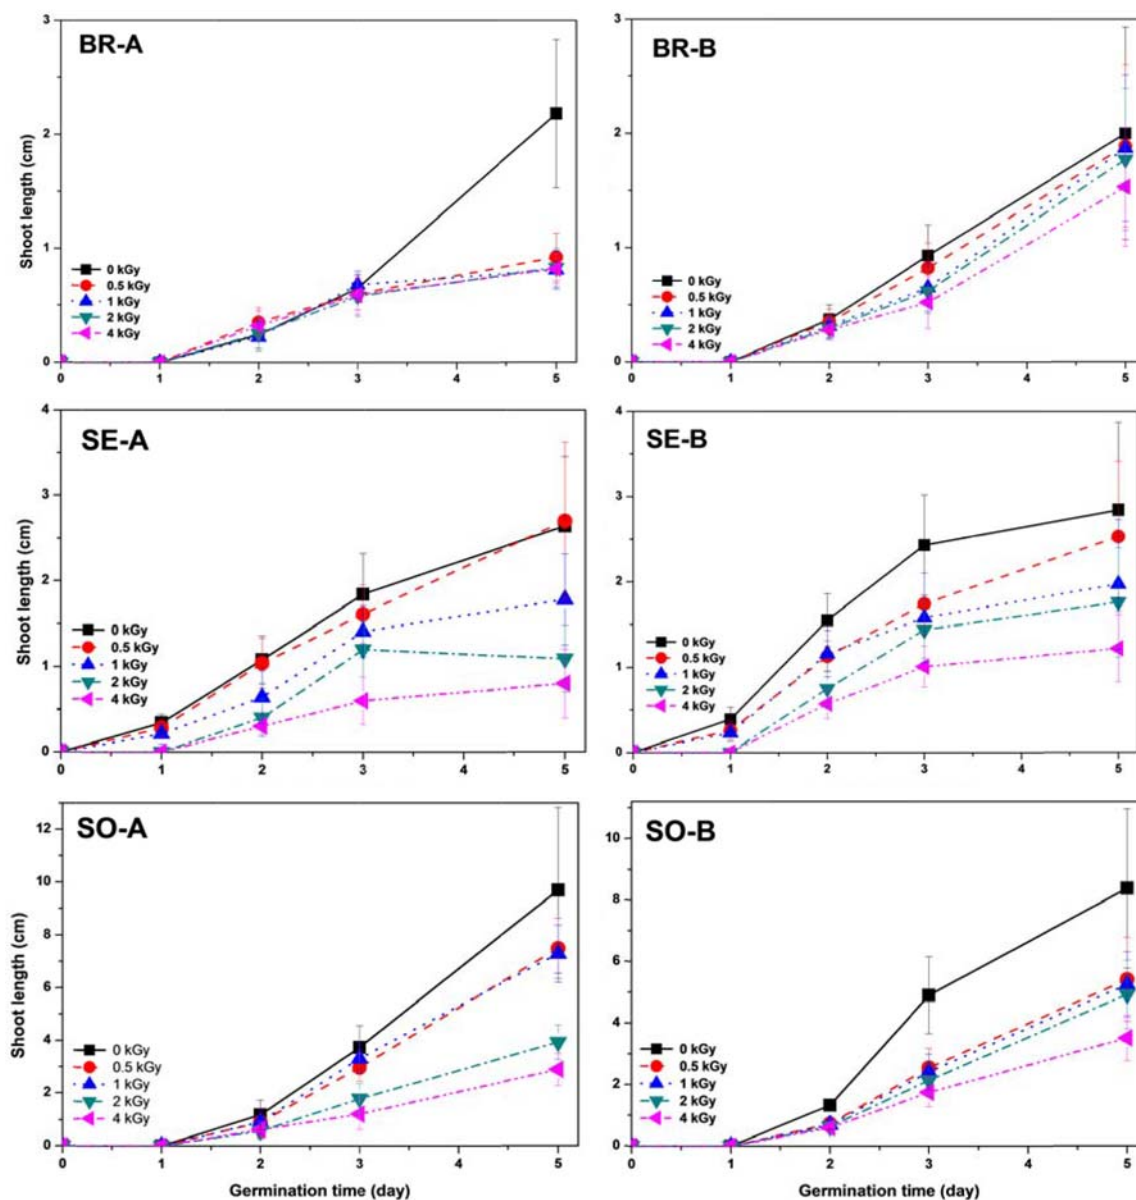 BR-A
3
2
1
0
Shoot length (cm)
0 kGy
0.5 kGy
1 kGy
2 kGy
4 kGy
0 1 2 3 4 5
BR-B
3
2
1
0
0 kGy
0.5 kGy
1 kGy
2 kGy
4 kGy
0 1 2 3 4 5
SE-A
4
3
2
1
0
Shoot length (cm)
0 kGy
0.5 kGy
1 kGy
2 kGy
4 kGy
0 1 2 3 4 5
SE-B
4
3
2
1
0
0 kGy
0.5 kGy
1 kGy
2 kGy
4 kGy
0 1 2 3 4 5
SO-A
12
10
8
6
4
2
0
Shoot length (cm)
0 kGy
0.5 kGy
1 kGy
2 kGy
4 kGy
0 1 2 3 4 5
Germination time (day)
SO-B
10
8
6
4
2
0
0 kGy
0.5 kGy
1 kGy
2 kGy
4 kGy
0 1 2 3 4 5
Germination time (day)